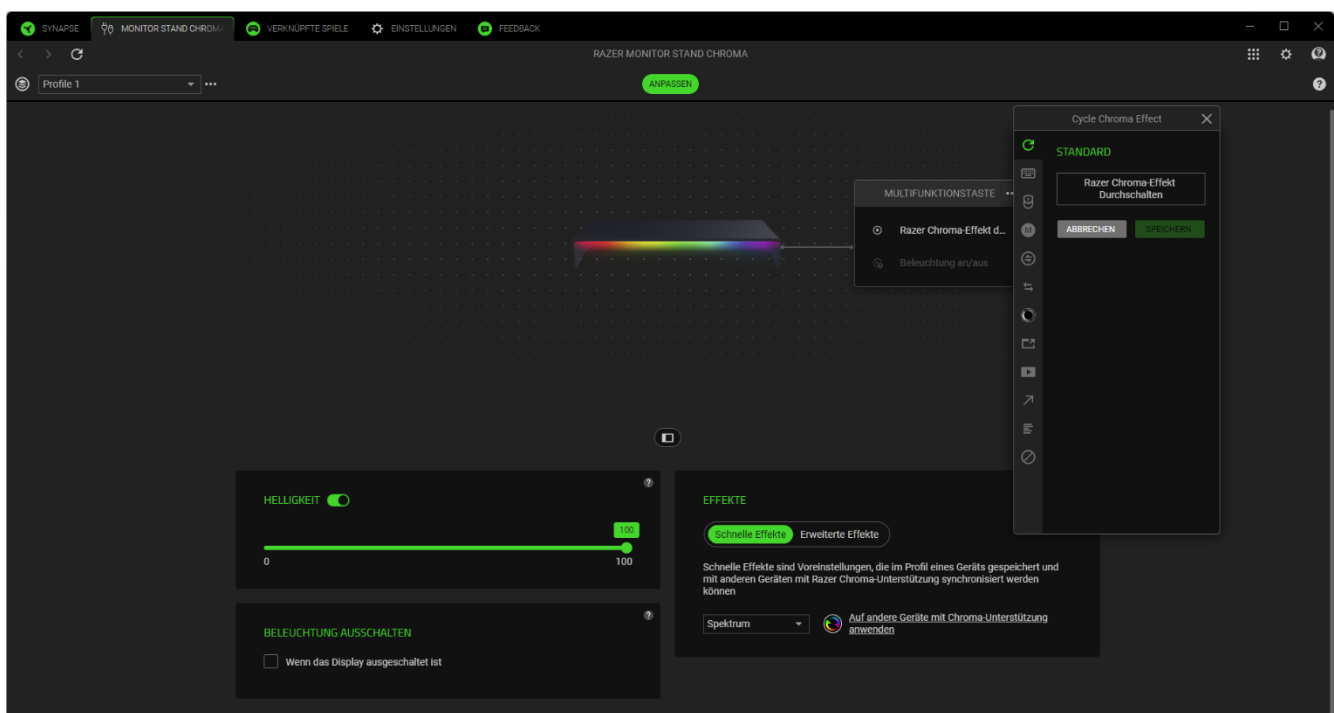 SYNAPSE
MONITOR STAND CHROMA
VERKNÜPFTE SPIELE
EINSTELLUNGEN
FEEDBACK
RAZER MONITOR STAND CHROMA
Profile 1
ANPASSEN
Cycle Chroma Effect
STANDARD
Razer Chroma-Effekt
Durchschalten
ABBRECHEN
SPEICHERN
MULTIFUNKTIONSTASTE
Razer Chroma-Effekt d...
Beleuchtung an/aus
HELLIGKEIT
100
0
100
BELEUCHTUNG AUSSCHALTEN
Wenn das Display ausgeschaltet ist
EFFEKTE
Schnelle Effekte
Erweiterte Effekte
Schnelle Effekte sind Voreinstellungen, die im Profil eines Geräts gespeichert und
mit anderen Geräten mit Razer Chroma-Unterstützung synchronisiert werden
können
Spektrum
Auf andere Geräte mit Chroma-Unterstützung
anwenden